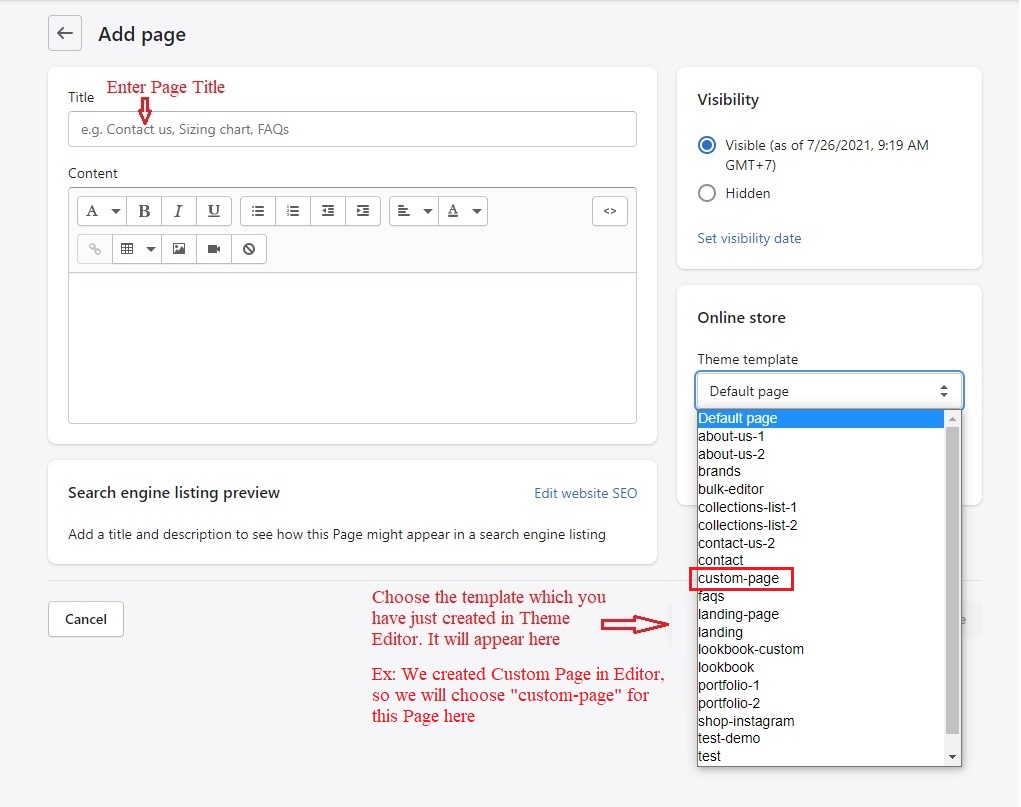 Add page
Enter Page Title
Title
e.g. Contact us, Sizing chart, FAQs
Content
A
B
I
U
A
<>
Search engine listing preview
Edit website SEO
Add a title and description to see how this Page might appear in a search engine listing
Cancel
Choose the template which you
have just created in Theme
Editor. It will appear here
Ex: We created Custom Page in Editor,
so we will choose "custom-page" for
this Page here
Visibility
Visible (as of 7/26/2021, 9:19 AM
GMT+7)
Hidden
Set visibility date
Online store
Theme template
Default page
Default page
about-us-1
about-us-2
brands
bulk-editor
collections-list-1
collections-list-2
contact-us-2
contact
custom-page
faqs
landing-page
landing
lookbook-custom
lookbook
portfolio-1
portfolio-2
shop-instagram
test-demo
test